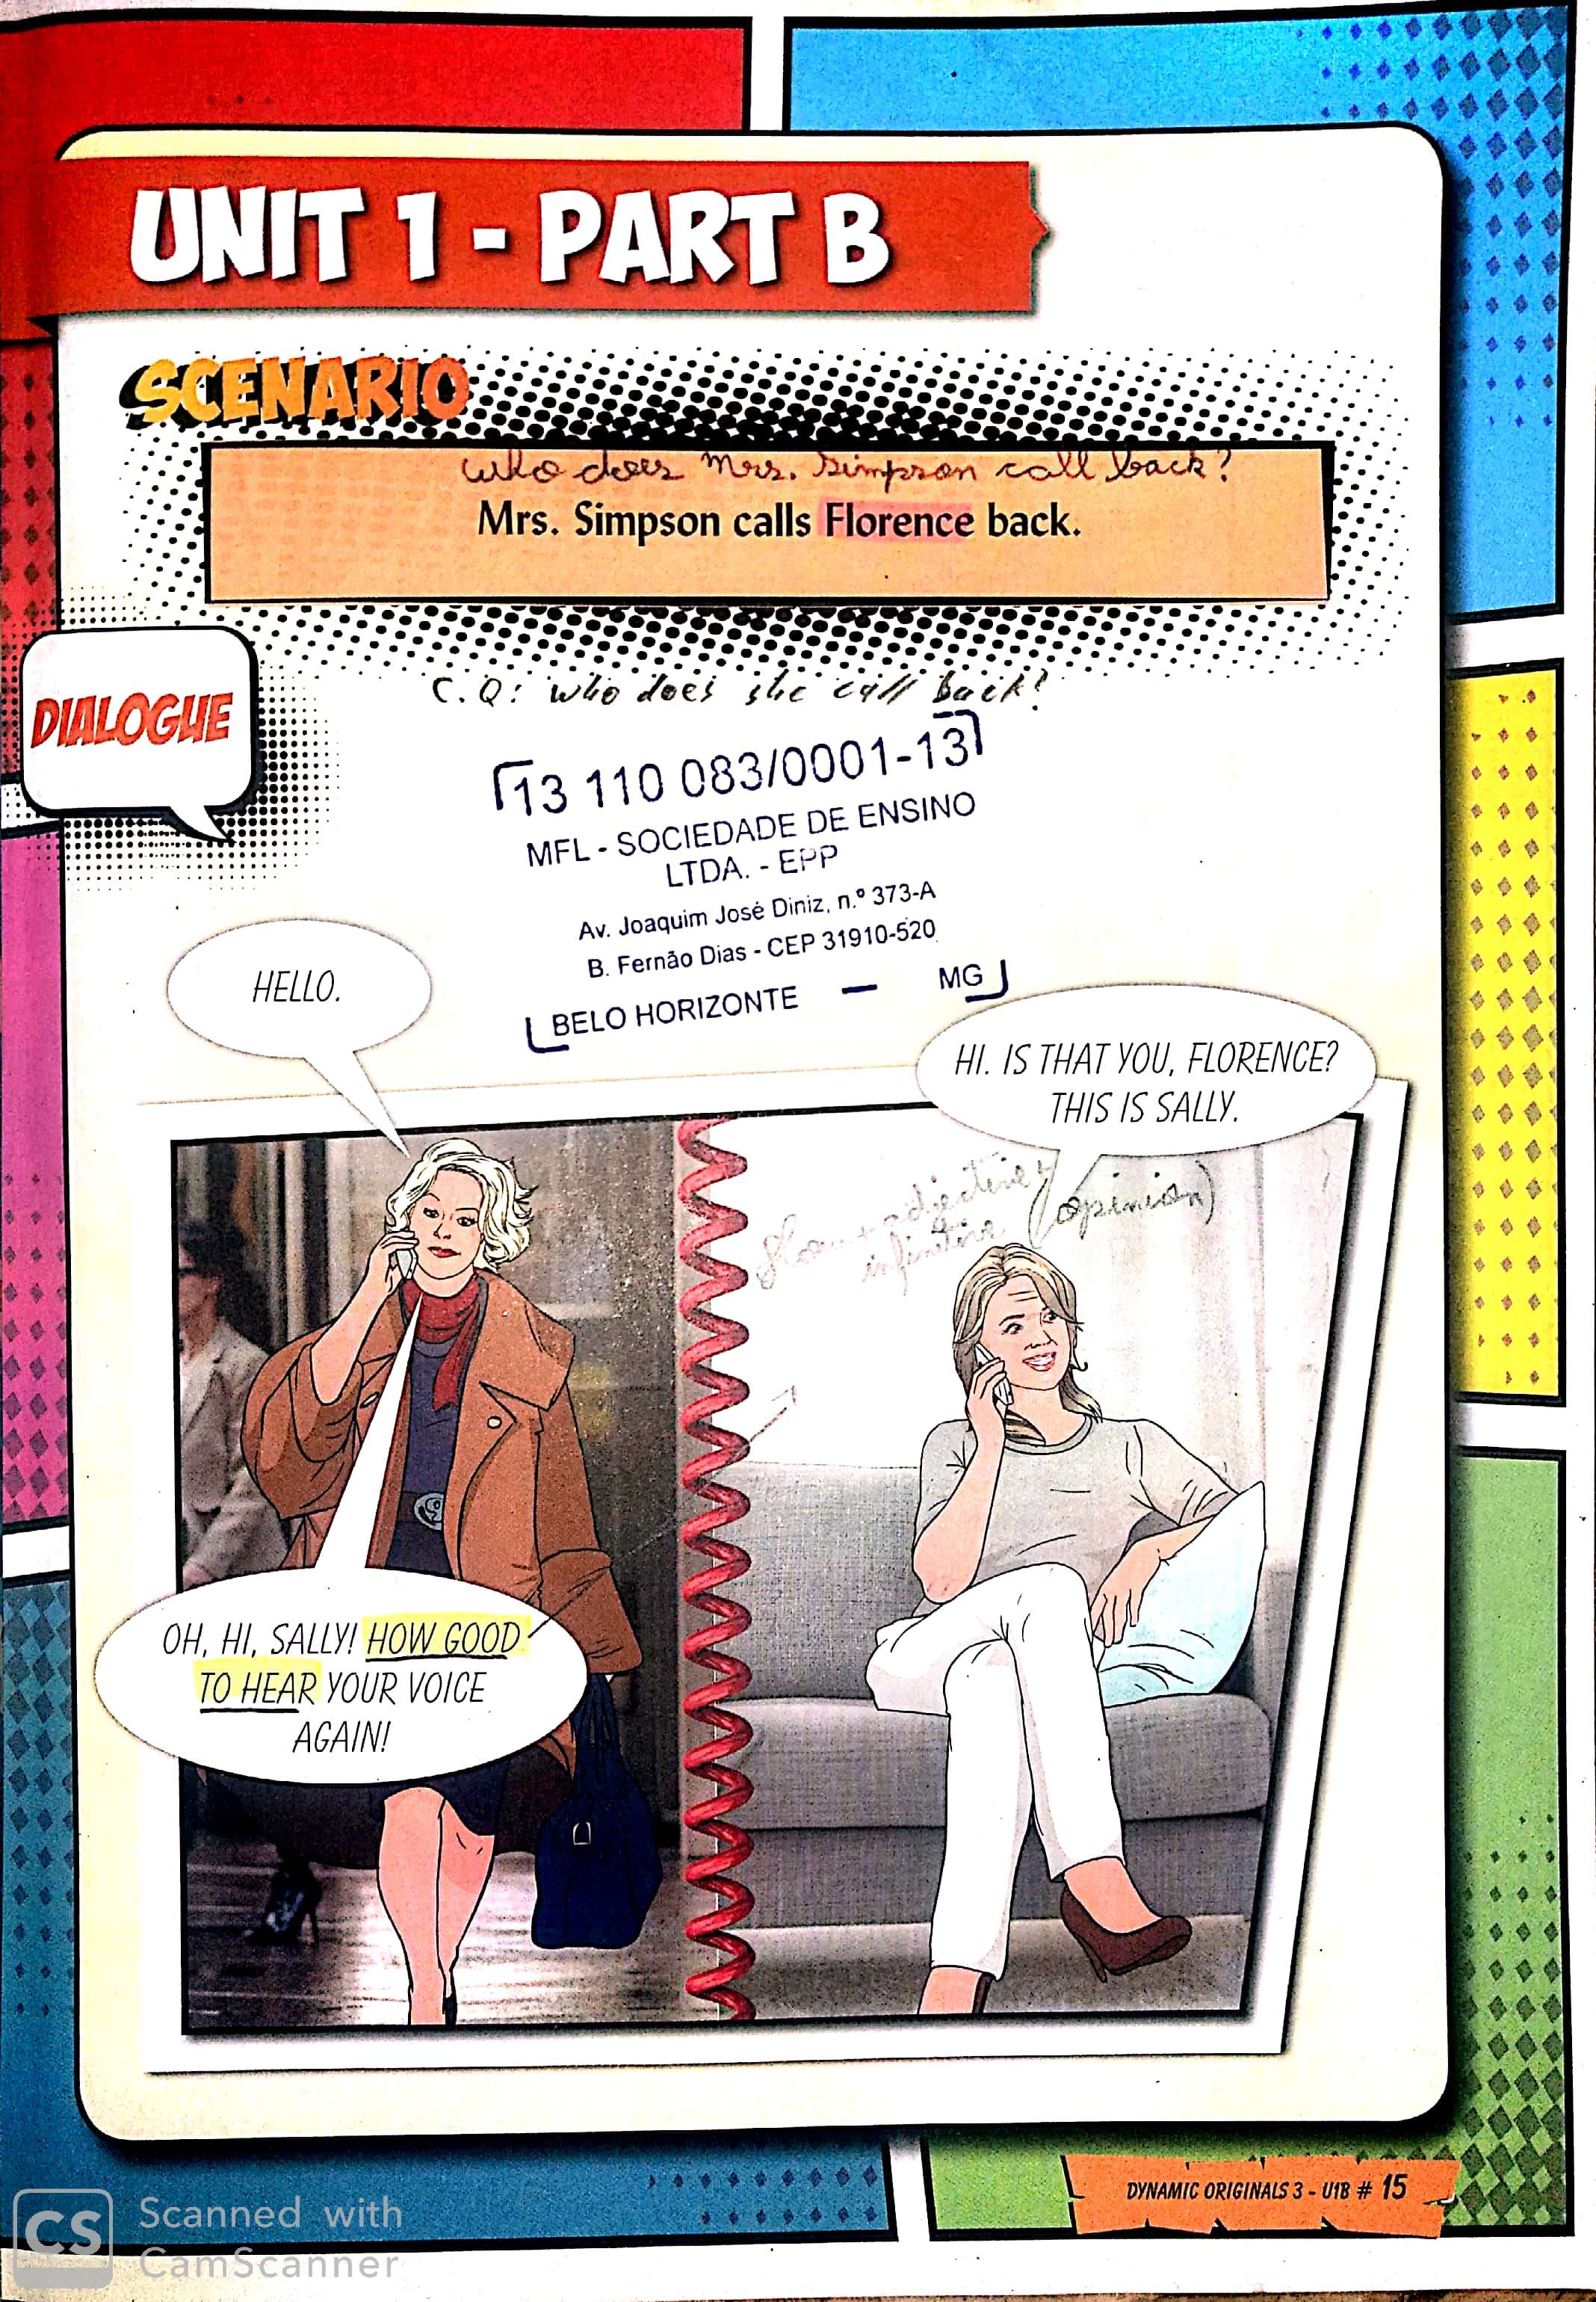 UNIT 1 - PART B
SCENARIO
who does Mrs. Simpson call back?
Mrs. Simpson calls Florence back.
C.Q: who does she call back?
DIALOGUE
13 110 083/0001-13
MFL - SOCIEDADE DE ENSINO
LTDA. - EPP
Av. Joaquim José Diniz, n.º 373-A
B. Fernão Dias - CEP 31910-520
BELO HORIZONTE — MG
HELLO.
HI. IS THAT YOU, FLORENCE?
THIS IS SALLY.
adjective
infinitive (opinion)
OH, HI, SALLY! HOW GOOD
TO HEAR YOUR VOICE
AGAIN!
DYNAMIC ORIGINALS 3 - U1B # 15
CS Scanned with
CamScanner